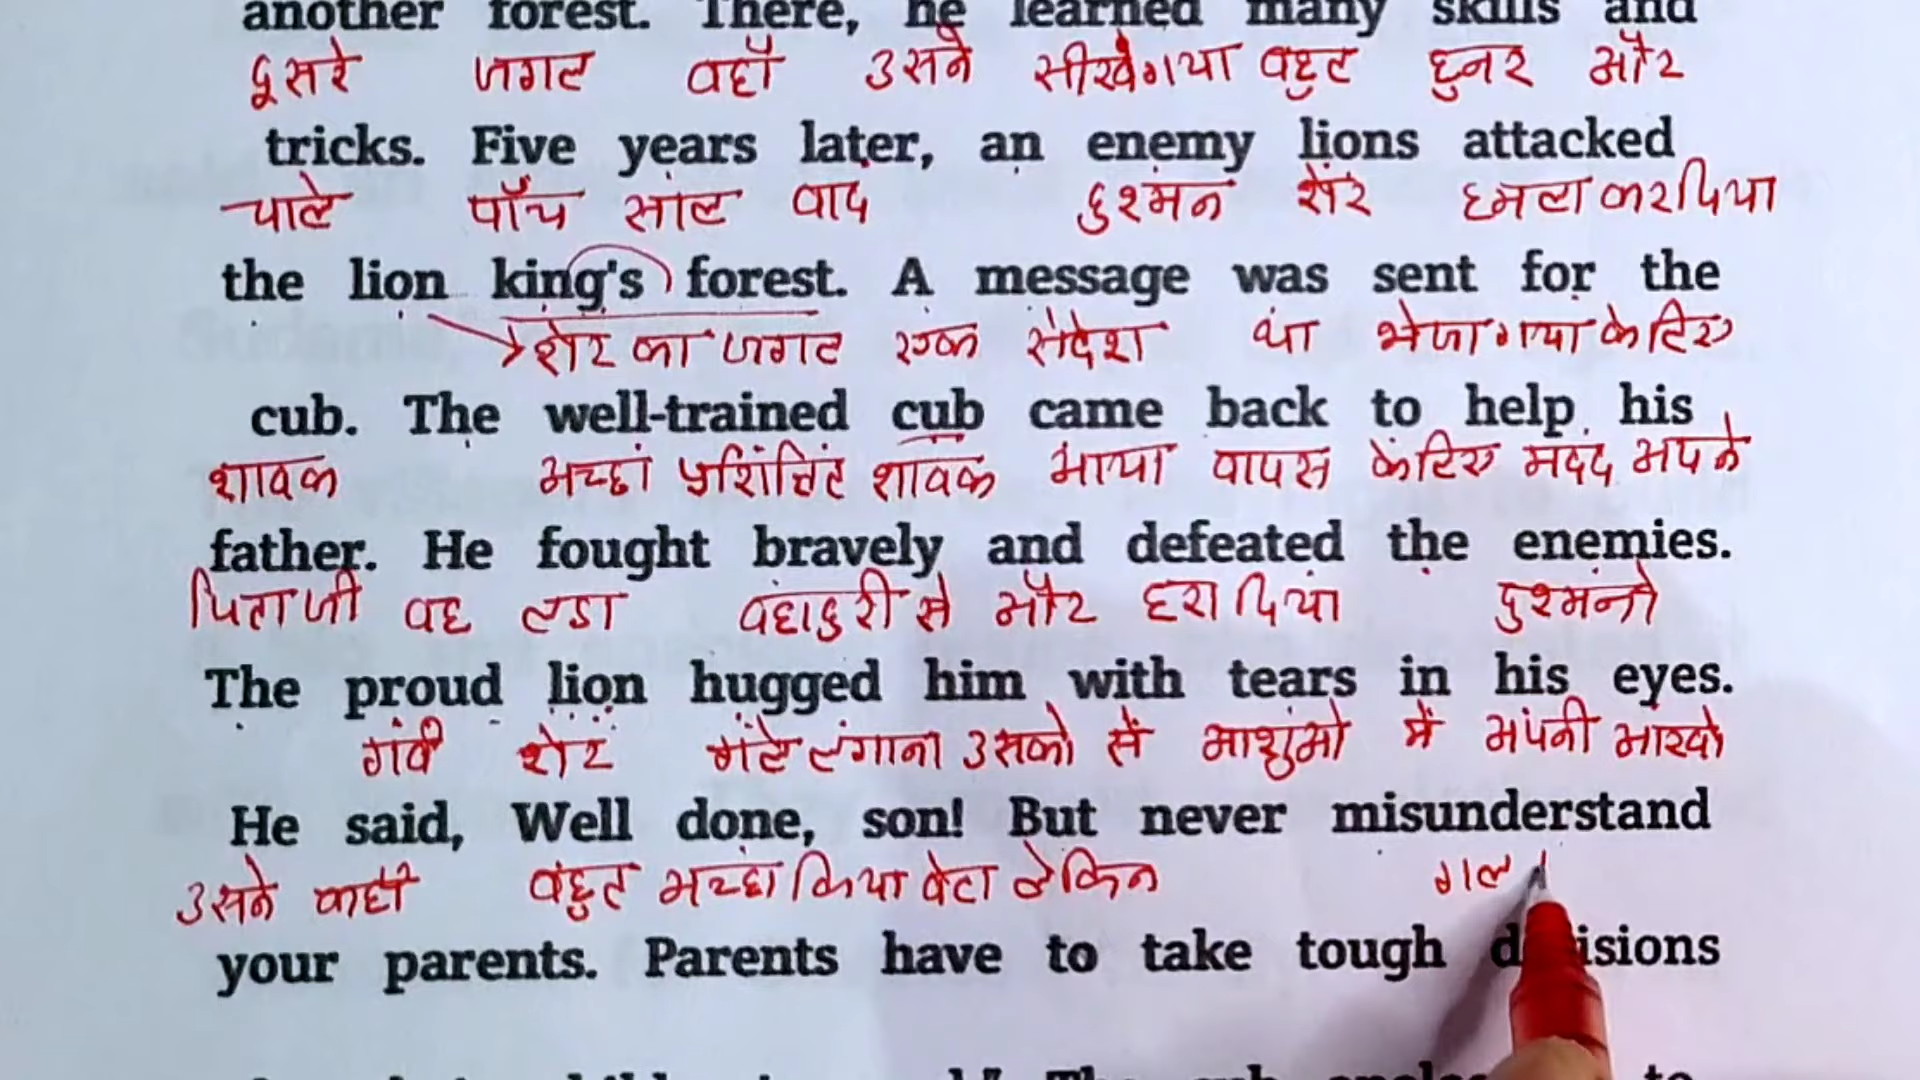 another forest. There, he learned many skills and
दूसरे जगल वहाँ उसने सीखेगया बहुत हुनर और
tricks. Five years later, an enemy lions attacked
चाले पाँच साल बाद दुश्मन शेर हमला करदिया
the lion king's forest. A message was sent for the
शेर का जगल एक संदेश था भेजा गया के लिए
cub. The well-trained cub came back to help his
शावक अच्छा शावक आया वापस के लिए मदद अपने
father. He fought bravely and defeated the enemies.
पिताजी वह लडा बहादुरी से और हरा दिया दुश्मनो
The proud lion hugged him with tears in his eyes.
शेर गले लगाना उसको से में अपनी आखो
He said, Well done, son! But never misunderstand
उसने बहुत अच्छा किया बेटा लेकिन गल
your parents. Parents have to take tough